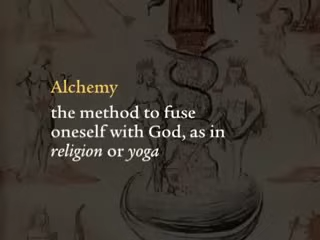 Alchemy
the method to fuse
oneself with God, as in
religion or yoga